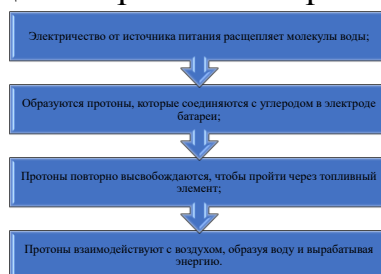 Электричество от источника питания расщепляет молекулы воды;
Образуются протоны, которые соединяются с углеродом в электроде
батареи;
Протоны повторно высвобождаются, чтобы пройти через топливный
элемент;
Протоны взаимодействуют с воздухом, образуя воду и вырабатывая
энергию.